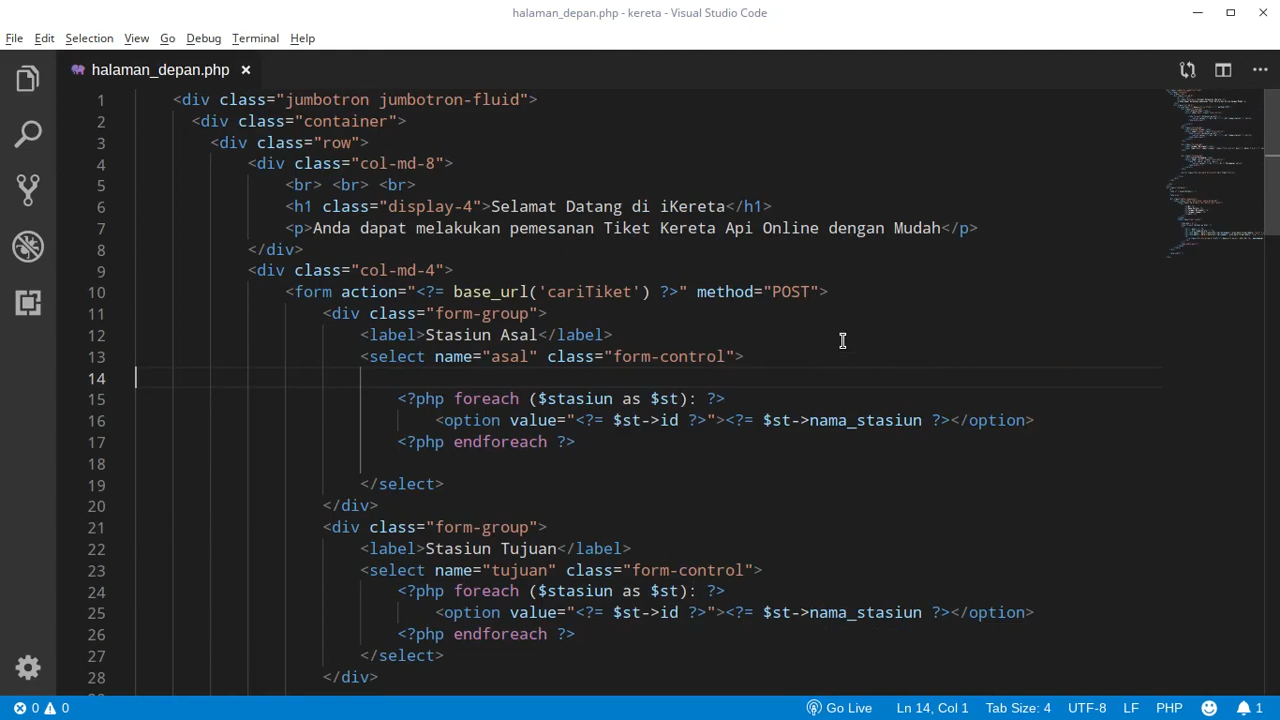 halaman_depan.php - kereta - Visual Studio Code
File Edit Selection View Go Debug Terminal Help
halaman_depan.php
1 <div class="jumbotron jumbotron-fluid">
2 <div class="container">
3 <div class="row">
4 <div class="col-md-8">
5 <br> <br> <br>
6 <h1 class="display-4">Selamat Datang di iKereta</h1>
7 <p>Anda dapat melakukan pemesanan Tiket Kereta Api Online dengan Mudah</p>
8 </div>
9 <div class="col-md-4">
10 <form action="<?= base_url('cariTiket') ?>" method="POST">
11 <div class="form-group">
12 <label>Stasiun Asal</label>
13 <select name="asal" class="form-control">
14
15 <?php foreach ($stasiun as $st): ?>
16 <option value="<?= $st->id ?>"><?= $st->nama_stasiun ?></option>
17 <?php endforeach ?>
18
19 </select>
20 </div>
21 <div class="form-group">
22 <label>Stasiun Tujuan</label>
23 <select name="tujuan" class="form-control">
24 <?php foreach ($stasiun as $st): ?>
25 <option value="<?= $st->id ?>"><?= $st->nama_stasiun ?></option>
26 <?php endforeach ?>
27 </select>
28 </div>
0 0 Go Live Ln 14, Col 1 Tab Size: 4 UTF-8 LF PHP 1